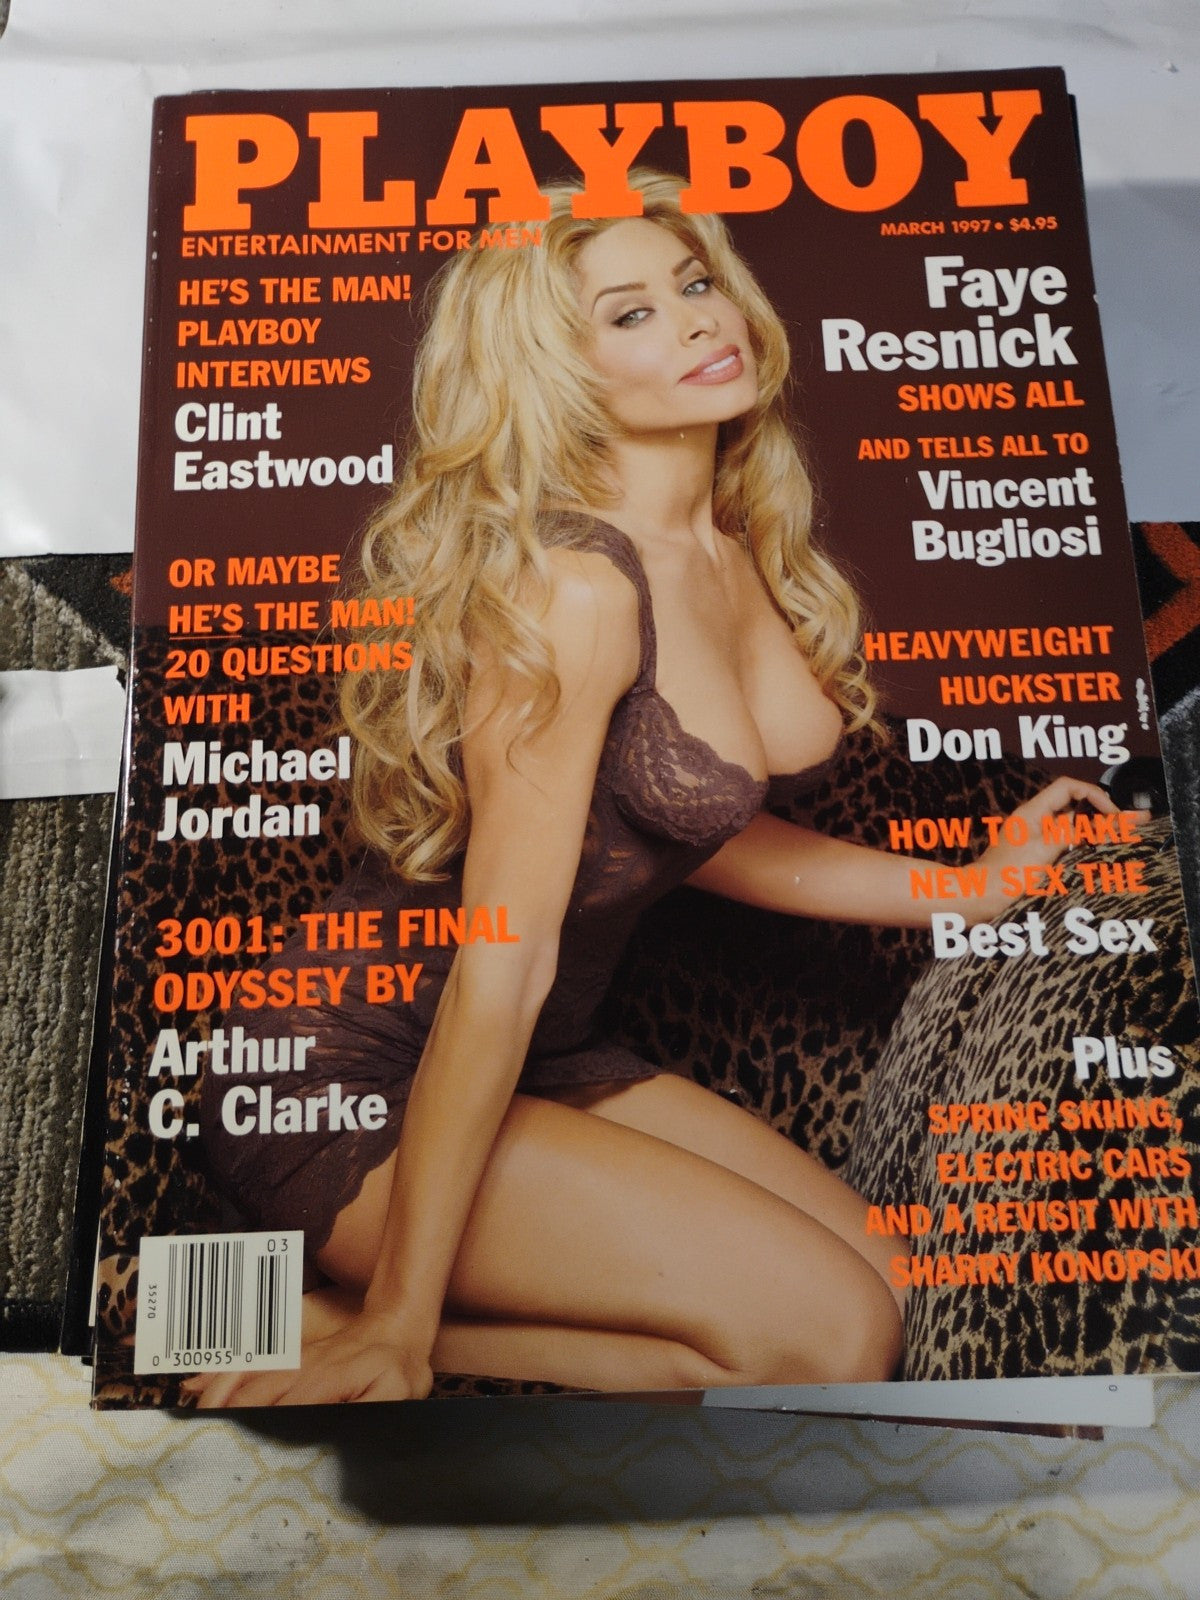 PLAYBOY
ENTERTAINMENT FOR MEN
MARCH 1997 • $4.95
HE'S THE MAN!
PLAYBOY
INTERVIEWS
Clint
Eastwood
OR MAYBE
HE'S THE MAN!
20 QUESTIONS
WITH
Michael
Jordan
3001: THE FINAL
ODYSSEY BY
Arthur
C. Clarke
Faye
Resnick
SHOWS ALL
AND TELLS ALL TO
Vincent
Bugliosi
HEAVYWEIGHT
HUCKSTER
Don King
HOW TO MAKE
NEW SEX THE
Best Sex
Plus
SPRING SKIING,
ELECTRIC CARS
AND A REVISIT WITH
SHARRY KONOPSKI
03
35270
0 300955 0